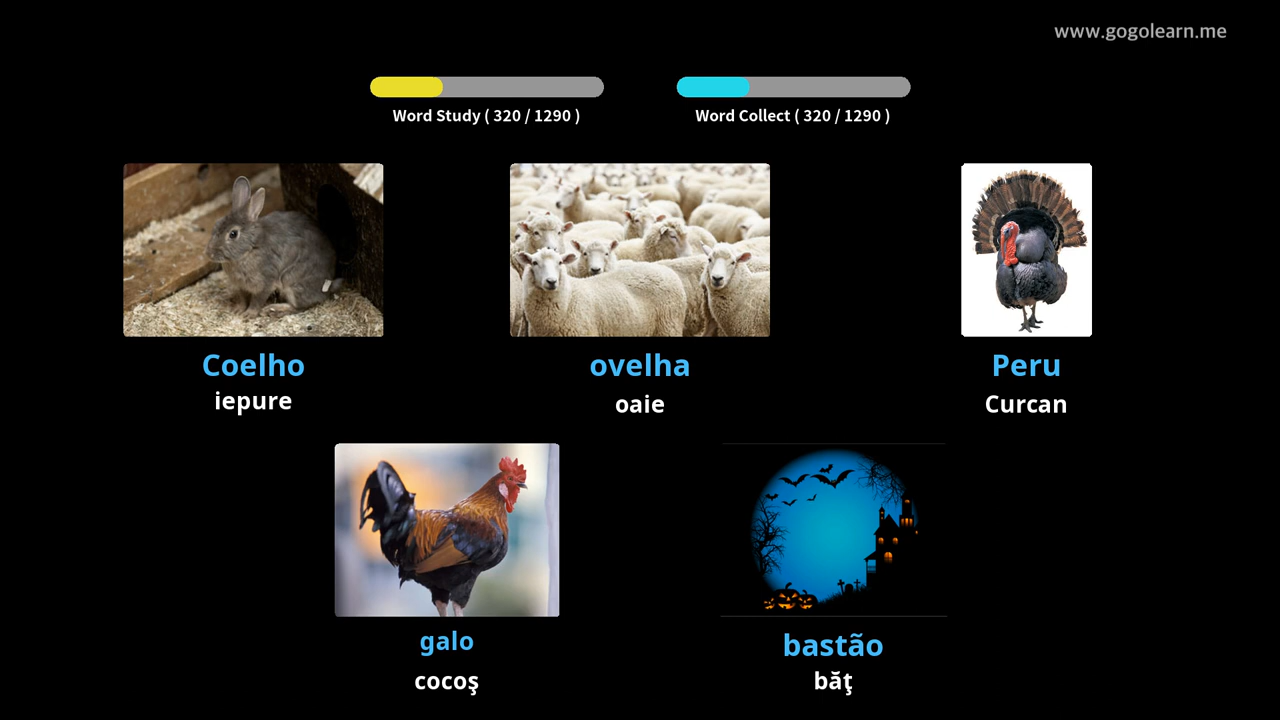 www.gogolearn.me
Word Study ( 320 / 1290 )
Word Collect ( 320 / 1290 )
Coelho
iepure
ovelha
oaie
Peru
Curcan
galo
cocoş
bastão
băţ